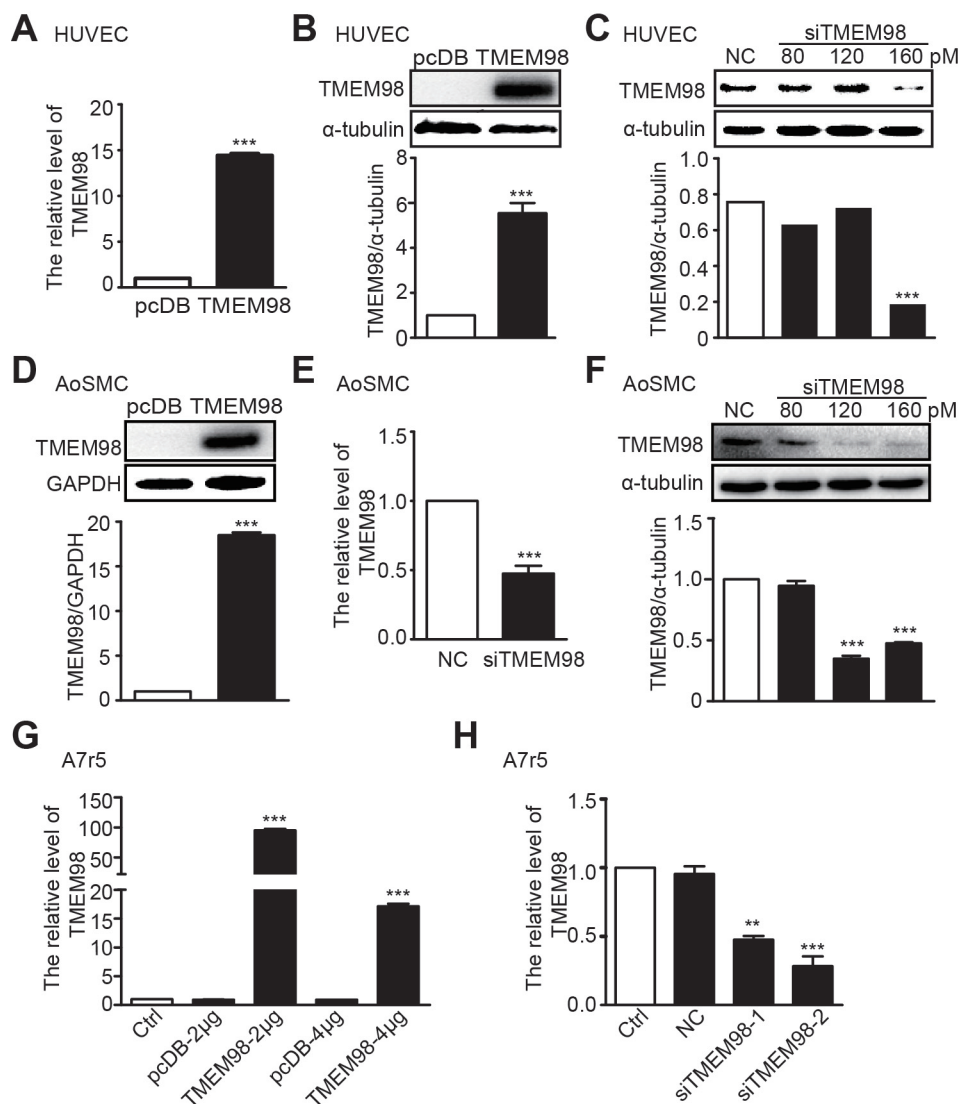 A HUVEC
The relative level of
TMEM98
20
15
10
5
0
***
pcDB TMEM98
B HUVEC
pcDB TMEM98
TMEM98
α-tubulin
TMEM98/α-tubulin
8
6
4
2
0
***
C HUVEC
siTMEM98
NC 80 120 160 pM
TMEM98
α-tubulin
TMEM98/α-tubulin
1.0
0.8
0.6
0.4
0.2
0
***
D AoSMC
pcDB TMEM98
TMEM98
GAPDH
TMEM98/GAPDH
20
15
10
5
0
***
E AoSMC
The relative level of
TMEM98
1.5
1.0
0.5
0.0
***
NC siTMEM98
F AoSMC
siTMEM98
NC 80 120 160 pM
TMEM98
α-tubulin
TMEM98/α-tubulin
1.5
1.0
0.5
0
***
***
G
A7r5
The relative level of
TMEM98
150
100
50
20
15
10
5
0
***
***
Ctrl
pcDB-2μg
TMEM98-2μg
pcDB-4μg
TMEM98-4μg
H
A7r5
The relative level of
TMEM98
1.5
1.0
0.5
0.0
**
***
Ctrl
NC
siTMEM98-1
siTMEM98-2